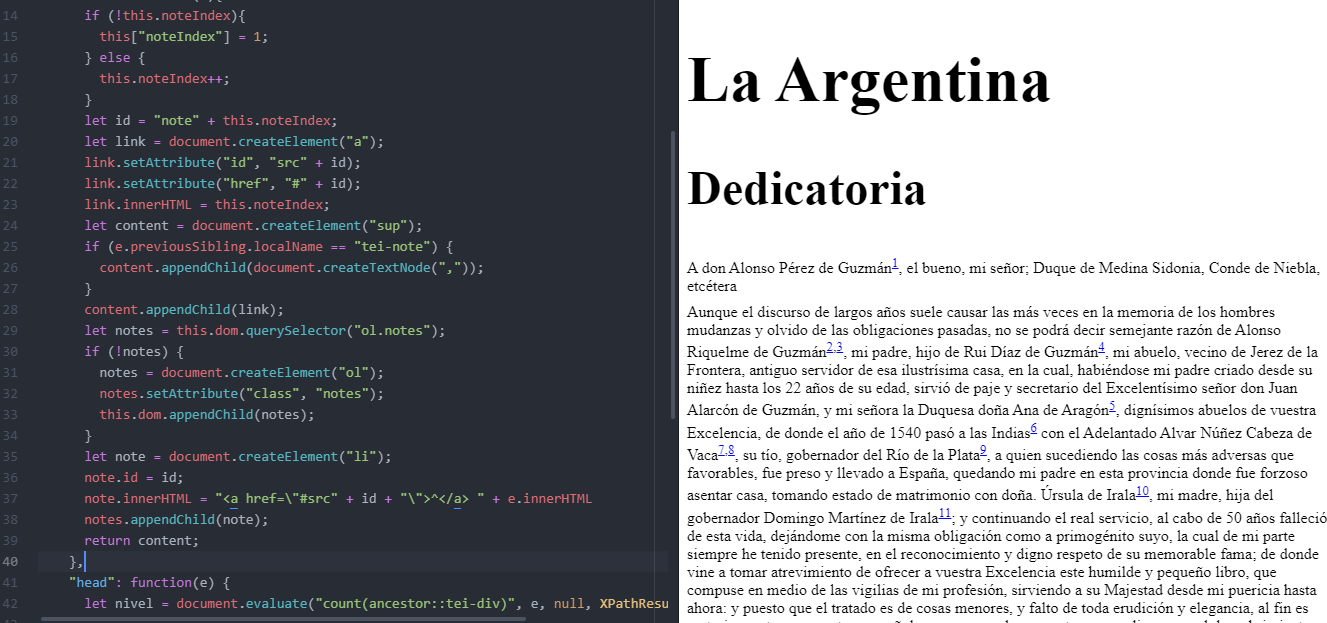 14 if (!this.noteIndex){
15 this["noteIndex"] = 1;
16 } else {
17 this.noteIndex++;
18 }
19 let id = "note" + this.noteIndex;
20 let link = document.createElement("a");
21 link.setAttribute("id", "src" + id);
22 link.setAttribute("href", "#" + id);
23 link.innerHTML = this.noteIndex;
24 let content = document.createElement("sup");
25 if (e.previousSibling.localName == "tei-note") {
26 content.appendChild(document.createTextNode(","));
27 }
28 content.appendChild(link);
29 let notes = this.dom.querySelector("ol.notes");
30 if (!notes) {
31 notes = document.createElement("ol");
32 notes.setAttribute("class", "notes");
33 this.dom.appendChild(notes);
34 }
35 let note = document.createElement("li");
36 note.id = id;
37 note.innerHTML = "<a href=\"#src" + id + "\">^</a> " + e.innerHTML
38 notes.appendChild(note);
39 return content;
40 },
41 "head": function(e) {
42 let nivel = document.evaluate("count(ancestor::tei-div)", e, null, XPathResu
La Argentina
Dedicatoria
A don Alonso Pérez de Guzmán1, el bueno, mi señor; Duque de Medina Sidonia, Conde de Niebla,
etcétera
Aunque el discurso de largos años suele causar las más veces en la memoria de los hombres
mudanzas y olvido de las obligaciones pasadas, no se podrá decir semejante razón de Alonso
Riquelme de Guzmán2,3, mi padre, hijo de Rui Díaz de Guzmán4, mi abuelo, vecino de Jerez de la
Frontera, antiguo servidor de esa ilustrísima casa, en la cual, habiéndose mi padre criado desde su
niñez hasta los 22 años de su edad, sirvió de paje y secretario del Excelentísimo señor don Juan
Alarcón de Guzmán, y mi señora la Duquesa doña Ana de Aragón5, dignísimos abuelos de vuestra
Excelencia, de donde el año de 1540 pasó a las Indias6 con el Adelantado Alvar Núñez Cabeza de
Vaca7,8, su tío, gobernador del Río de la Plata9, a quien sucediendo las cosas más adversas que
favorables, fue preso y llevado a España, quedando mi padre en esta provincia donde fue forzoso
asentar casa, tomando estado de matrimonio con doña. Úrsula de Irala10, mi madre, hija del
gobernador Domingo Martínez de Irala11; y continuando el real servicio, al cabo de 50 años falleció
de esta vida, dejándome con la misma obligación como a primogénito suyo, la cual de mi parte
siempre he tenido presente, en el reconocimiento y digno respeto de su memorable fama; de donde
vine a tomar atrevimiento de ofrecer a vuestra Excelencia este humilde y pequeño libro, que
compuse en medio de las vigilias de mi profesión, sirviendo a su Majestad desde mi puericia hasta
ahora: y puesto que el tratado es de cosas menores, y falto de toda erudición y elegancia, al fin es